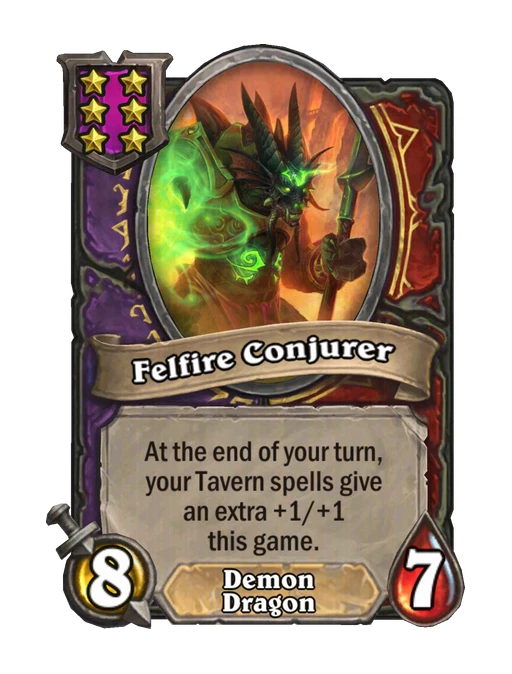 Felfire Conjurer
At the end of your turn,
your Tavern spells give
an extra +1/+1
this game.
8
Demon
Dragon
7